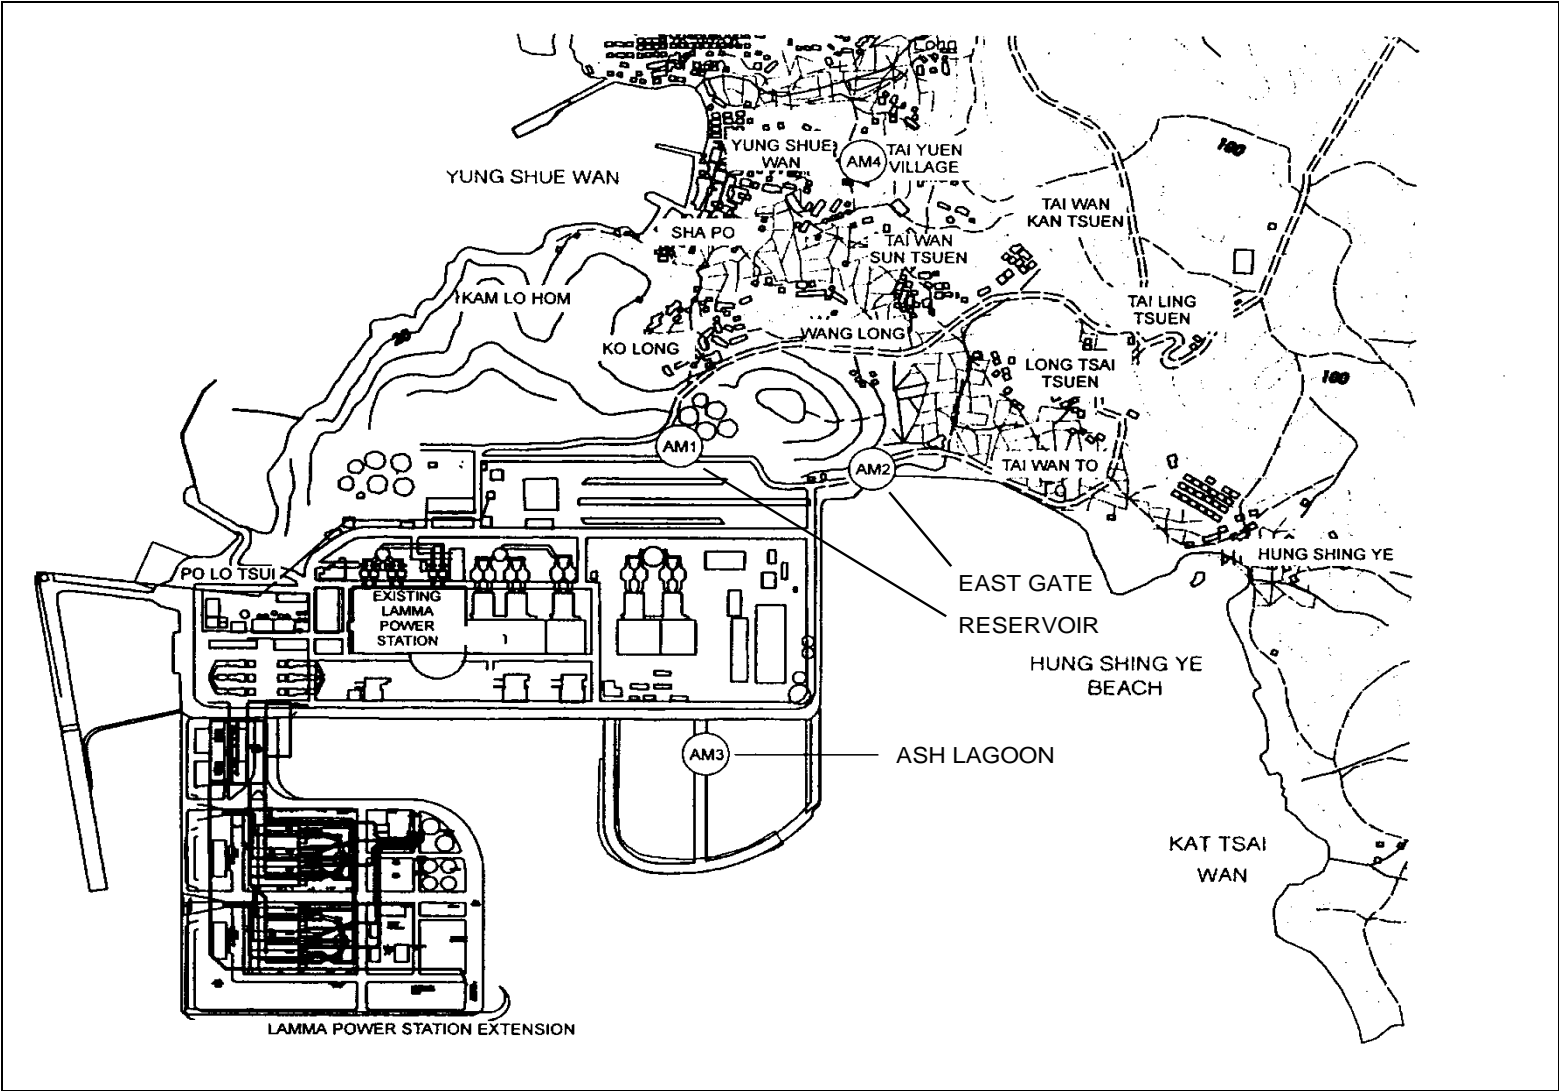 Long
YUNG SHUE
WAN
AM4
TAI YUEN
VILLAGE
100
YUNG SHUE WAN
TAI WAN
KAN TSUEN
SHA PO
TAI WAN
SUN TSUEN
KAM LO HOM
TAI LING
TSUEN
20
WANG LONG
KO LONG
LONG TSAI
TSUEN
100
AM1
AM2
TAI WAN TO
HUNG SHING YE
PO LO TSUI
EAST GATE
EXISTING
LAMMA
POWER
STATION
RESERVOIR
HUNG SHING YE
BEACH
AM3
ASH LAGOON
KAT TSAI
WAN
LAMMA POWER STATION EXTENSION